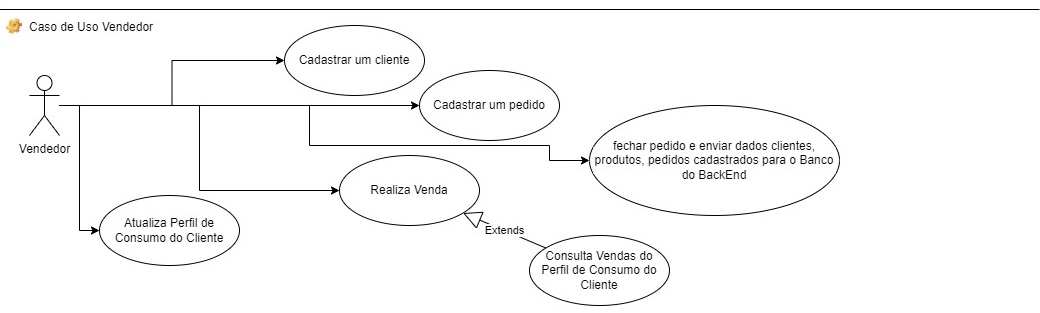 Caso de Uso Vendedor
Cadastrar um cliente
Cadastrar um pedido
Vendedor
fechar pedido e enviar dados clientes,
produtos, pedidos cadastrados para o Banco
do BackEnd
Realiza Venda
Atualiza Perfil de
Consumo do Cliente
Extends
Consulta Vendas do
Perfil de Consumo do
Cliente